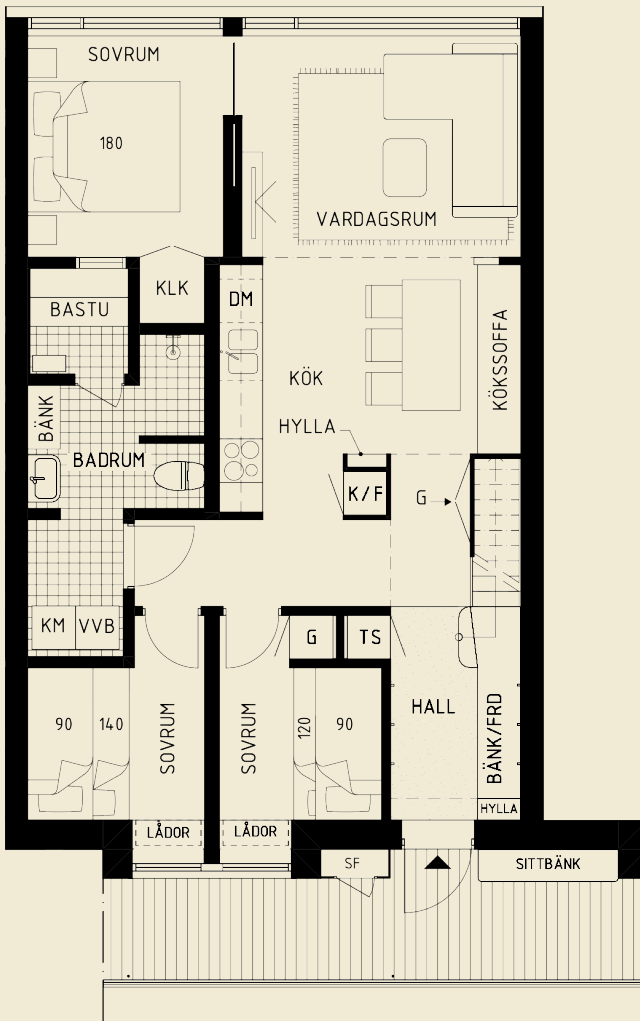 SOVRUM
180
VARDAGSRUM
KLK
DM
BASTU
KÖK
KÖKSSOFFA
BÄNK
HYLLA
BADRUM
K/F
G
KM
VVB
G
TS
HALL
BÄNK/FRD
90
140
SOVRUM
SOVRUM
120
90
HYLLA
LÅDOR
LÅDOR
SF
SITTBÄNK